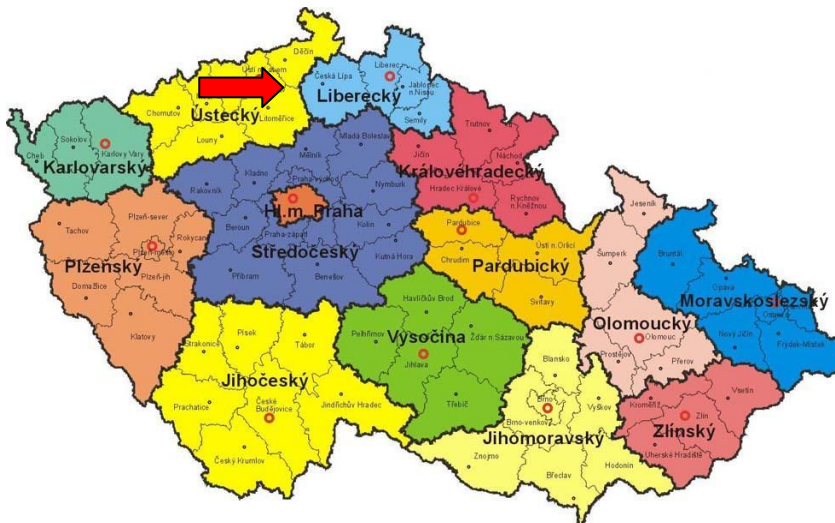 Děčín
Česká Lípa
Liberec
Liberecký
Jablonec
n.Nisou
Semily
Chomutov
Ústecký
Litoměřice
Louny
Sokolov
Cheb
Karlovy Vary
Karlovarský
Trutnov
Jičín
Náchod
Královéhradecký
Hradec Králové
Rychnov
n.Kněžnou
Mladá Boleslav
Mělník
Kladno
Praha-východ
Rakovník
Nymburk
Hl.m. Praha
Beroun
Praha-západ
Kolín
Středočeský
Kutná Hora
Příbram
Benešov
Plzeň-sever
Tachov
Rokycany
Plzeň-město
Plzeňský
Plzeň-jih
Domažlice
Klatovy
Pardubice
Chrudim
Ústí n.Orlicí
Pardubický
Svitavy
Jeseník
Šumperk
Bruntál
Opava
Moravskoslezský
Nový Jičín
Frýdek-Místek
Olomoucký
Olomouc
Prostějov
Přerov
Havlíčkův Brod
Pelhřimov
Vysočina
Žďár n.Sázavou
Jihlava
Třebíč
Písek
Tábor
Strakonice
Jihočeský
Prachatice
České
Budějovice
Jindřichův Hradec
Český Krumlov
Blansko
Brno
Brno-venkov
Vyškov
Jihomoravský
Znojmo
Břeclav
Hodonín
Vsetín
Kroměříž
Zlín
Zlínský
Uherské Hradiště